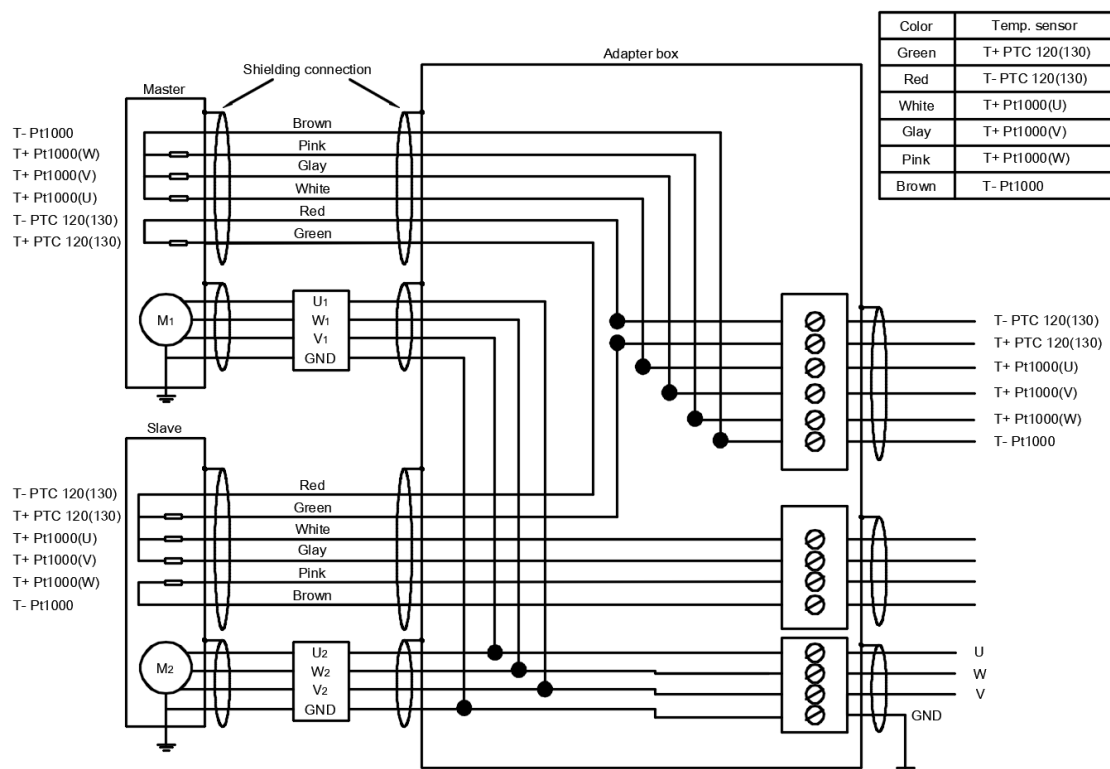 Color Temp. sensor
Green T+ PTC 120(130)
Red T- PTC 120(130)
White T+ Pt1000(U)
Glay T+ Pt1000(V)
Pink T+ Pt1000(W)
Brown T- Pt1000
Adapter box
Shielding connection
Master
T- Pt1000
T+ Pt1000(W)
T+ Pt1000(V)
T+ Pt1000(U)
T- PTC 120(130)
T+ PTC 120(130)
Brown
Pink
Glay
White
Red
Green
M1
U1
W1
V1
GND
T- PTC 120(130)
T+ PTC 120(130)
T+ Pt1000(U)
T+ Pt1000(V)
T+ Pt1000(W)
T- Pt1000
Slave
T- PTC 120(130)
T+ PTC 120(130)
T+ Pt1000(U)
T+ Pt1000(V)
T+ Pt1000(W)
T- Pt1000
Red
Green
White
Glay
Pink
Brown
M2
U2
W2
V2
GND
U
W
V
GND